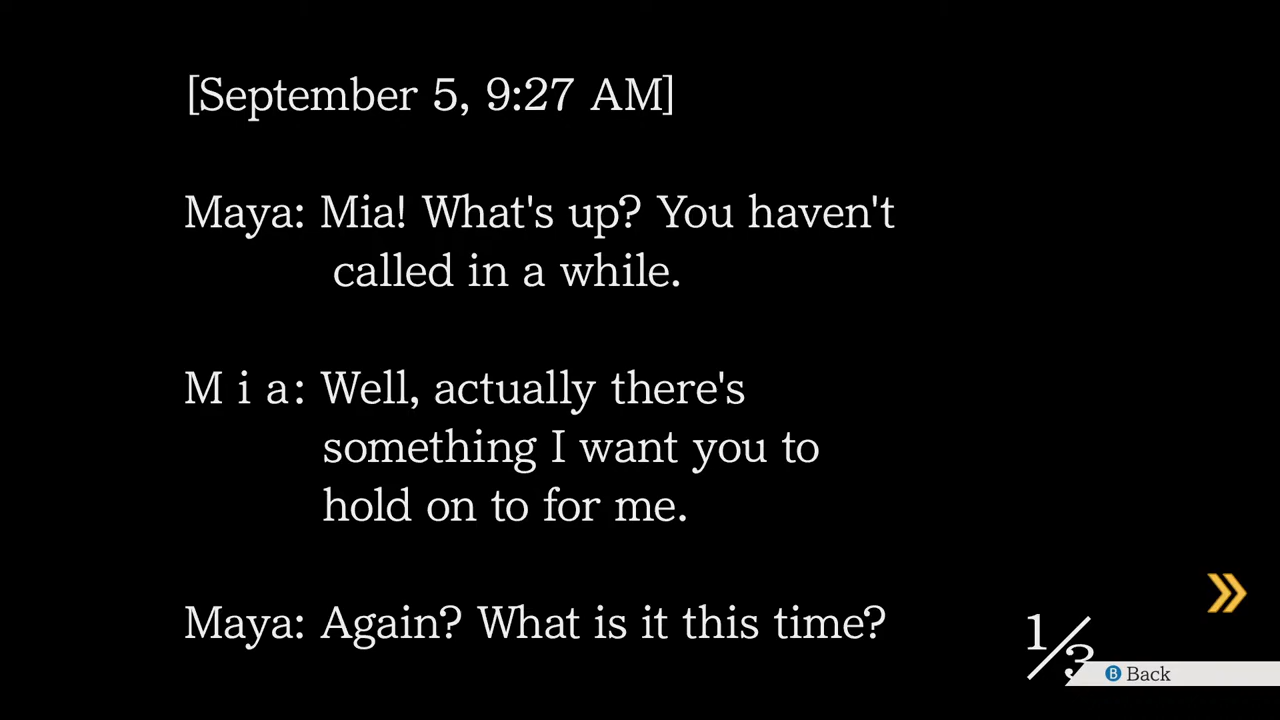 [September 5, 9:27 AM]
Maya: Mia! What's up? You haven't
called in a while.
M i a: Well, actually there's
something I want you to
hold on to for me.
Maya: Again? What is it this time?
1/3
B Back